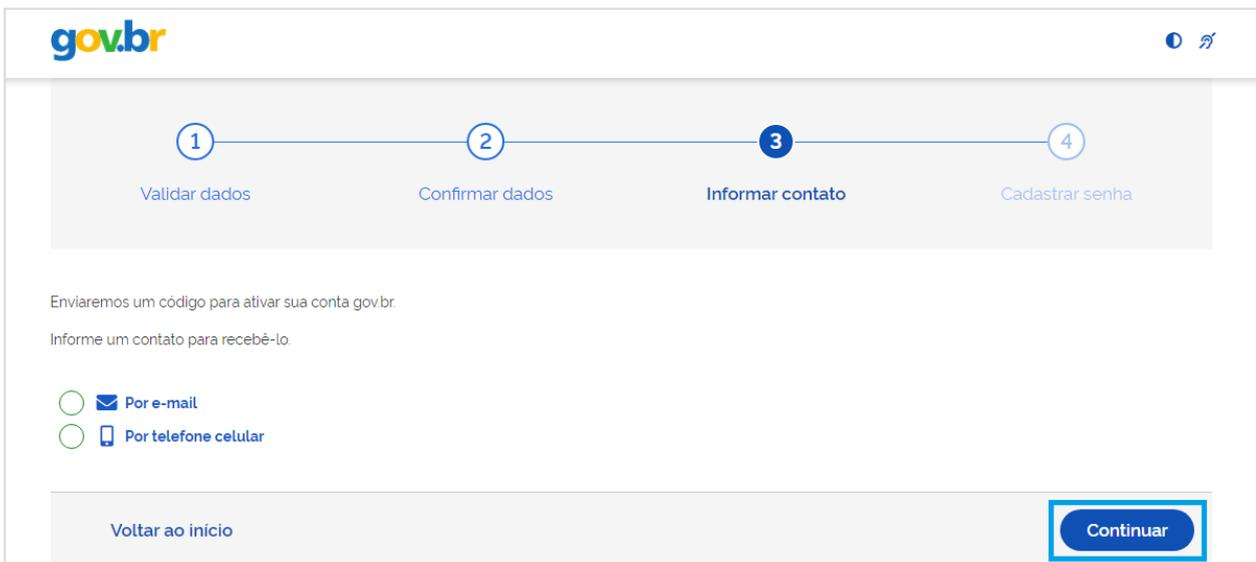 gov.br
1
2
3
4
Validar dados
Confirmar dados
Informar contato
Cadastrar senha
Enviaremos um código para ativar sua conta gov.br.
Informe um contato para recebê-lo.
Por e-mail
Por telefone celular
Voltar ao início
Continuar